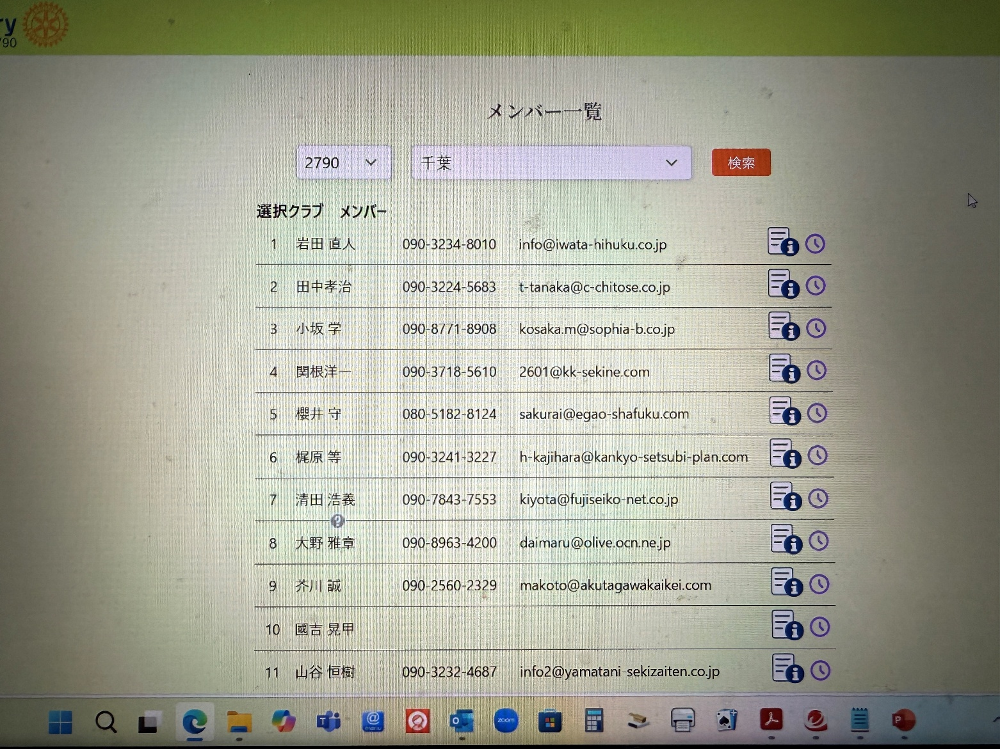 ry
790
メンバー一覧
2790 千葉 検索
選択クラブ メンバー
1 岩田 直人 090-3234-8010 info@iwata-hihuku.co.jp
2 田中孝治 090-3224-5683 t-tanaka@c-chitose.co.jp
3 小坂 学 090-8771-8908 kosaka.m@sophia-b.co.jp
4 関根洋一 090-3718-5610 2601@kk-sekine.com
5 櫻井 守 080-5182-8124 sakurai@egao-shafuku.com
6 梶原 等 090-3241-3227 h-kajihara@kankyo-setsubi-plan.com
7 清田 浩義 090-7843-7553 kiyota@fujiseiko-net.co.jp
8 大野 雅章 090-8963-4200 daimaru@olive.ocn.ne.jp
9 芥川 誠 090-2560-2329 makoto@akutagawakaikei.com
10 國吉 晃甲
11 山谷 恒樹 090-3232-4687 info2@yamatani-sekizaiten.co.jp
zoom